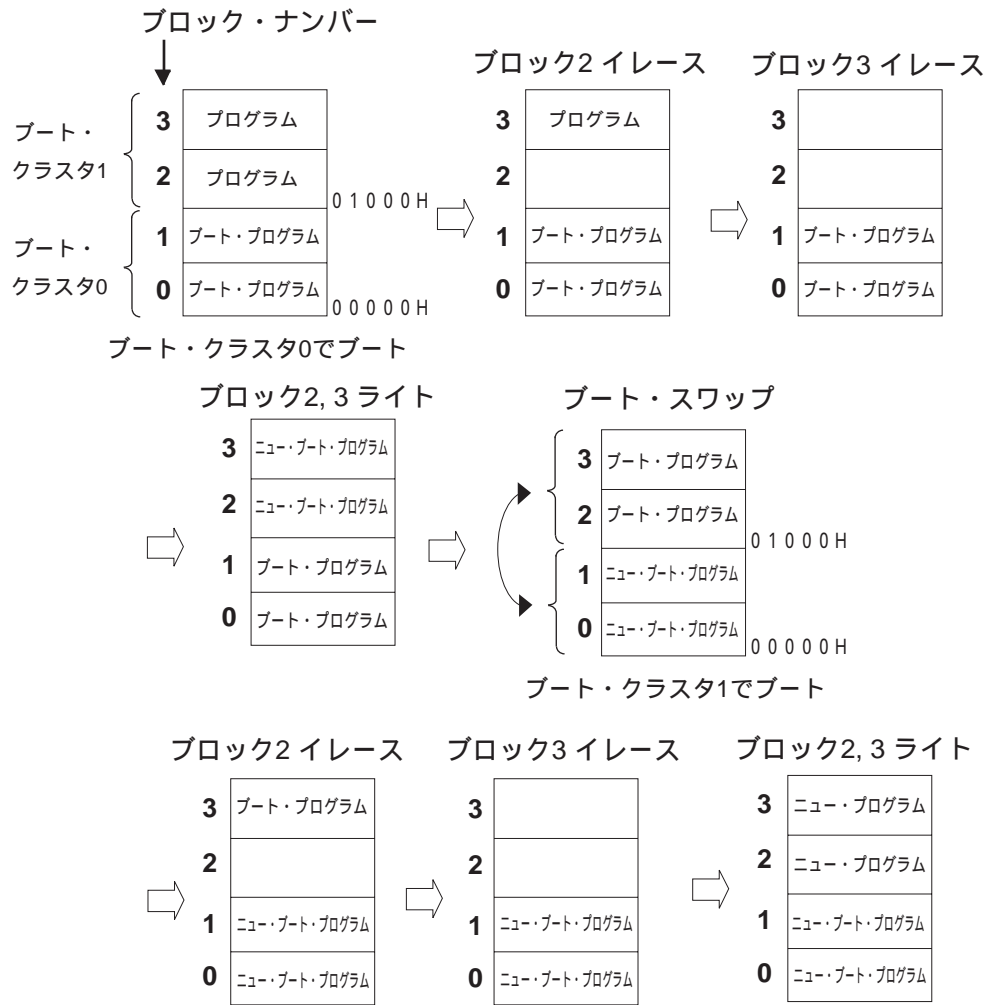 ブロック・ナンバー
ブロック2 イレース
ブロック3 イレース
ブート・
クラスタ1
ブート・
クラスタ0
3 プログラム
2 プログラム
01000H
1 ブート・プログラム
0 ブート・プログラム
00000H
ブート・クラスタ0でブート
3 プログラム
2
1 ブート・プログラム
0 ブート・プログラム
3
2
1 ブート・プログラム
0 ブート・プログラム
ブロック2, 3 ライト
3 ニュー・ブート・プログラム
2 ニュー・ブート・プログラム
1 ブート・プログラム
0 ブート・プログラム
ブート・スワップ
3 ブート・プログラム
2 ブート・プログラム
01000H
1 ニュー・ブート・プログラム
0 ニュー・ブート・プログラム
00000H
ブート・クラスタ1でブート
ブロック2 イレース
3 ブート・プログラム
2
1 ニュー・ブート・プログラム
0 ニュー・ブート・プログラム
ブロック3 イレース
3
2
1 ニュー・ブート・プログラム
0 ニュー・ブート・プログラム
ブロック2, 3 ライト
3 ニュー・プログラム
2 ニュー・プログラム
1 ニュー・ブート・プログラム
0 ニュー・ブート・プログラム